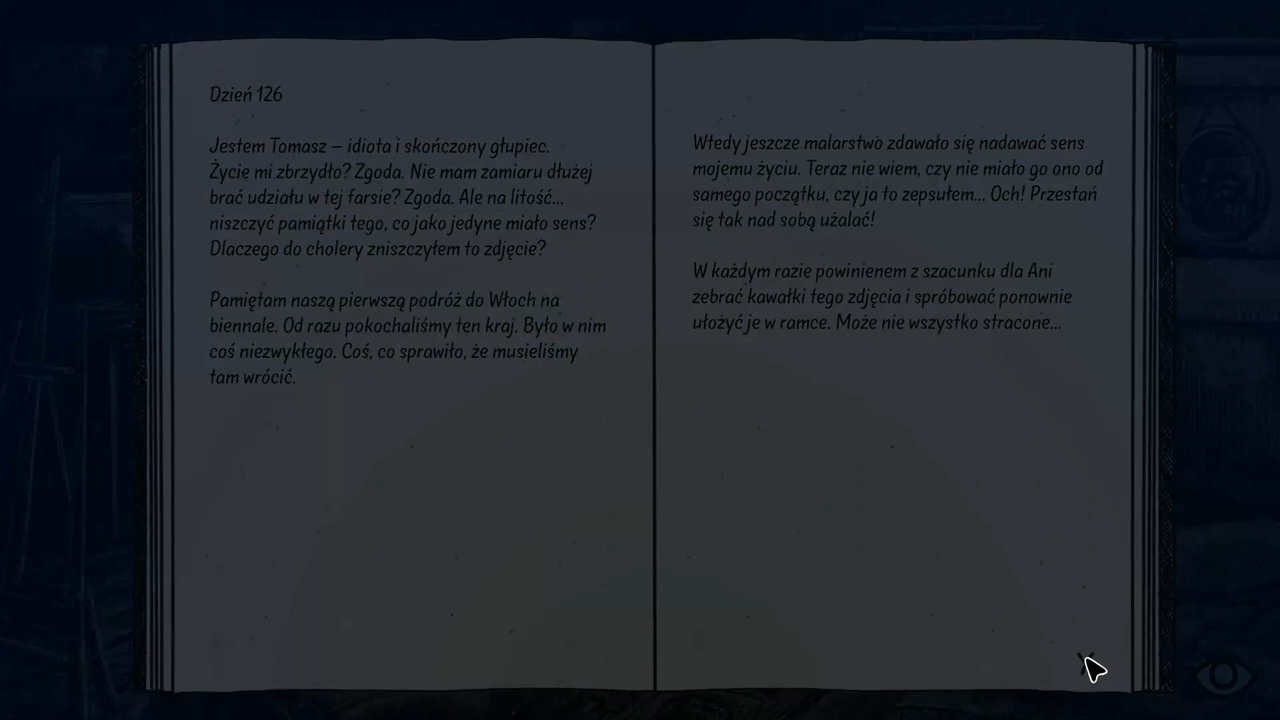 Dzień 126
Jestem Tomasz – idiota i skończony głupiec.
Życie mi zbrzydło? Zgoda. Nie mam zamiaru dłużej
brać udziału w tej farsie? Zgoda. Ale na litość...
niszczyć pamiątki tego, co jako jedyne miało sens?
Dlaczego do cholery zniszczyłem to zdjęcie?
Pamiętam naszą pierwszą podróż do Włoch na
biennale. Od razu pokochaliśmy ten kraj. Było w nim
coś niezwykłego. Coś, co sprawiło, że musieliśmy
tam wrócić.
Wtedy jeszcze malarstwo zdawało się nadawać sens
mojemu życiu. Teraz nie wiem, czy nie miało go ono od
samego początku, czy ja to zepsułem... Och! Przestań
się tak nad sobą użalać!
W każdym razie powinienem z szacunku dla Ani
zebrać kawałki tego zdjęcia i spróbować ponownie
ułożyć je w ramce. Może nie wszystko stracone...
X